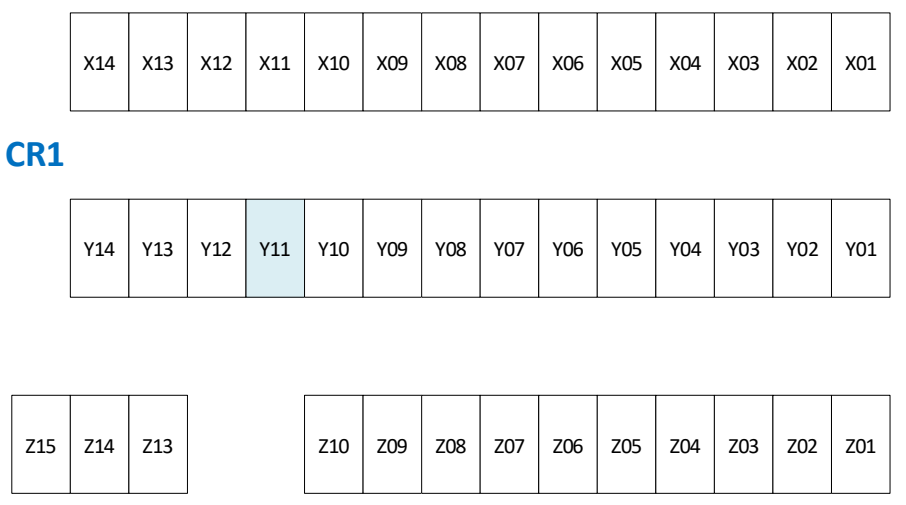 X14 X13 X12 X11 X10 X09 X08 X07 X06 X05 X04 X03 X02 X01
CR1
Y14 Y13 Y12 Y11 Y10 Y09 Y08 Y07 Y06 Y05 Y04 Y03 Y02 Y01
Z15 Z14 Z13 Z10 Z09 Z08 Z07 Z06 Z05 Z04 Z03 Z02 Z01